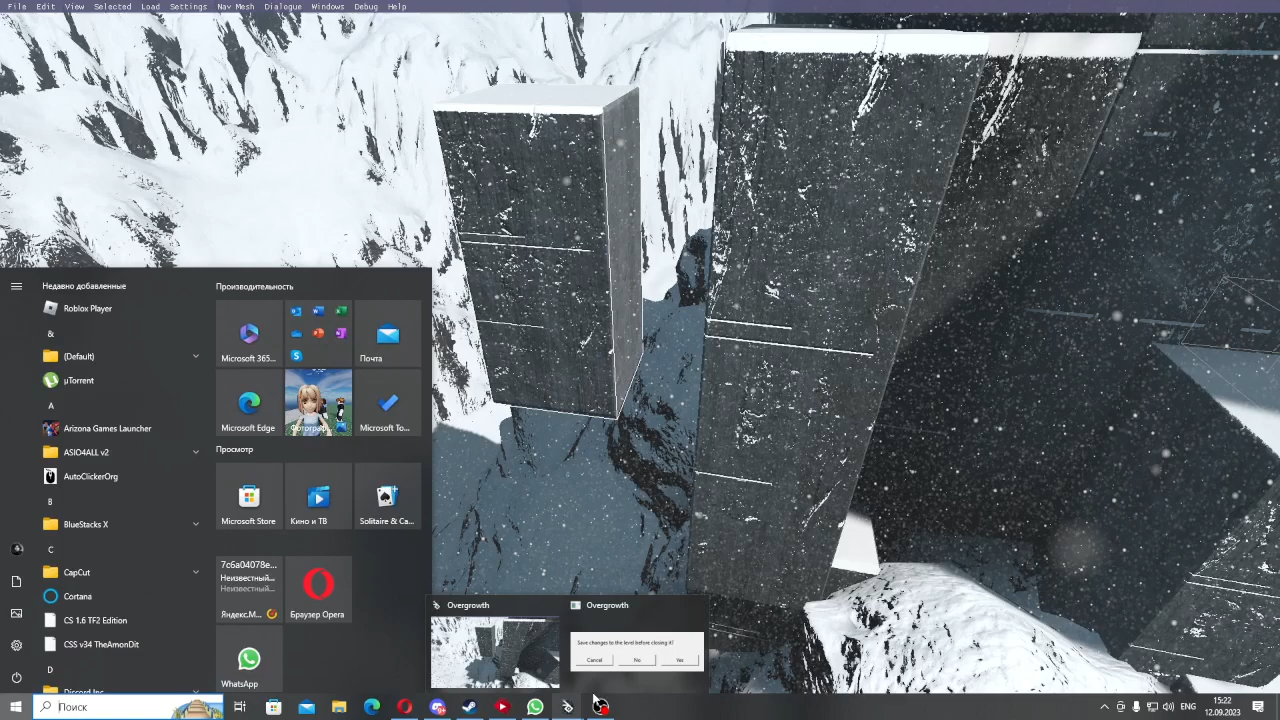 File Edit View Selected Load Settings Nav Mesh Dialogue Windows Debug Help
Недавно добавленные
Roblox Player
&
(Default)
µTorrent
A
Arizona Games Launcher
ASIO4ALL v2
AutoClickerOrg
B
BlueStacks X
C
CapCut
Cortana
CS 1.6 TF2 Edition
CSS v34 TheAmonDit
D
Discord Inc
Производительность
Microsoft 365...
Почта
Microsoft Edge
Фотограф...
Microsoft To...
Просмотр
Microsoft Store
Кино и ТВ
Solitaire & Ca...
7c6a04078e...
Неизвестный...
Неизвестный...
Яндекс.М...
Браузер Opera
WhatsApp
Overgrowth
Overgrowth
Save changes to the level before closing it?
Cancel No Yes
Поиск
ENG
15:22
12.09.2023